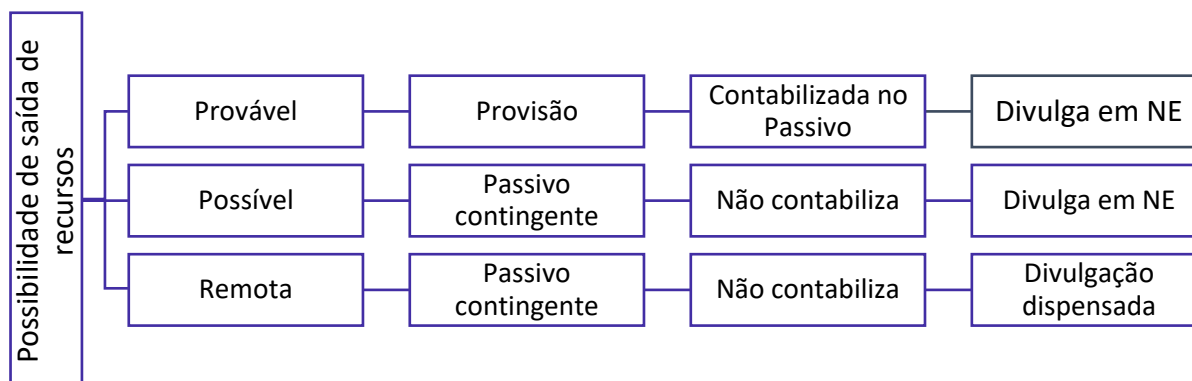 Possibilidade de saída de
recursos
Provável
Provisão
Contabilizada no
Passivo
Divulga em NE
Possível
Passivo
contingente
Não contabiliza
Divulga em NE
Remota
Passivo
contingente
Não contabiliza
Divulgação
dispensada